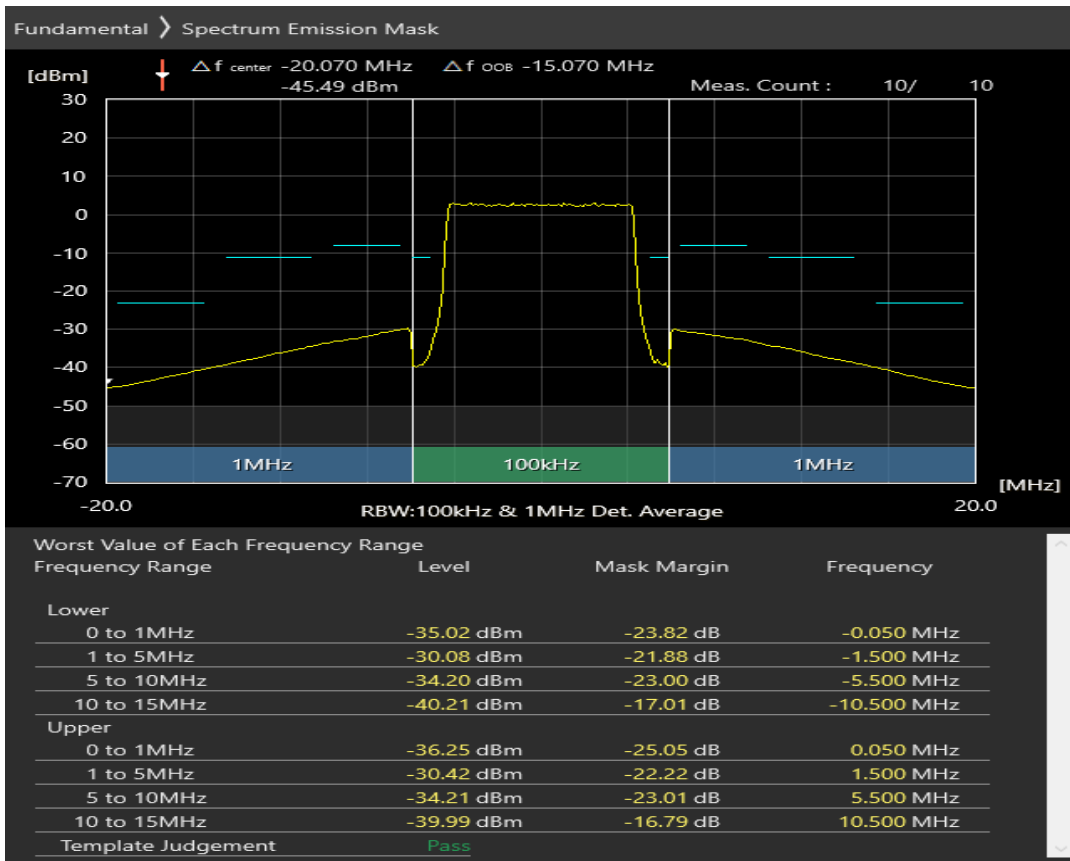 Fundamental ❯ Spectrum Emission Mask
△f center -20.070 MHz △f OOB -15.070 MHz
[dBm] -45.49 dBm Meas. Count : 10/ 10
30
20
10
0
-10
-20
-30
-40
-50
-60
1MHz 100kHz 1MHz
-70
[MHz]
-20.0 RBW:100kHz & 1MHz Det. Average 20.0
Worst Value of Each Frequency Range
Frequency Range Level Mask Margin Frequency
Lower
0 to 1MHz -35.02 dBm -23.82 dB -0.050 MHz
1 to 5MHz -30.08 dBm -21.88 dB -1.500 MHz
5 to 10MHz -34.20 dBm -23.00 dB -5.500 MHz
10 to 15MHz -40.21 dBm -17.01 dB -10.500 MHz
Upper
0 to 1MHz -36.25 dBm -25.05 dB 0.050 MHz
1 to 5MHz -30.42 dBm -22.22 dB 1.500 MHz
5 to 10MHz -34.21 dBm -23.01 dB 5.500 MHz
10 to 15MHz -39.99 dBm -16.79 dB 10.500 MHz
Template Judgement Pass